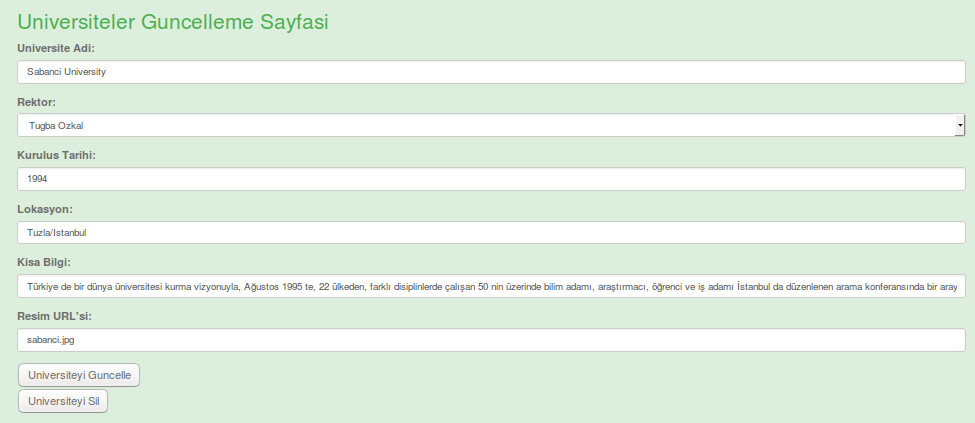 Universiteler Guncelleme Sayfasi
Universite Adi:
Sabanci University
Rektor:
Tugba Ozkal
Kurulus Tarihi:
1994
Lokasyon:
Tuzla/Istanbul
Kisa Bilgi:
Türkiye de bir dünya üniversitesi kurma vizyonuyla, Ağustos 1995 te, 22 ülkeden, farklı disiplinlerde çalışan 50 nin üzerinde bilim adamı, araştırmacı, öğrenci ve iş adamı İstanbul da düzenlenen arama konferansında bir aray
Resim URL'si:
sabanci.jpg
Universiteyi Guncelle
Universiteyi Sil